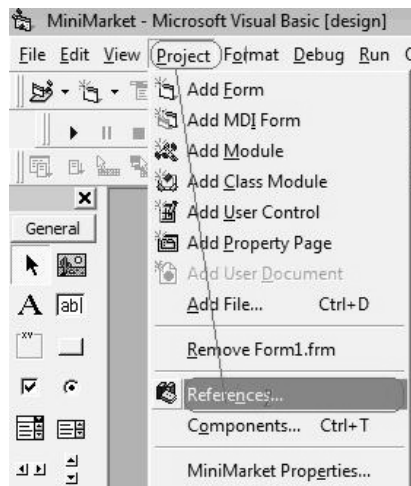 MiniMarket - Microsoft Visual Basic [design]
File Edit View Project Format Debug Run
Add Form
Add MDI Form
Add Module
Add Class Module
General
Add User Control
Add Property Page
Add User Document
A ab|
Add File... Ctrl+D
xy
Remove Form1.frm
References...
Components... Ctrl+T
MiniMarket Properties...